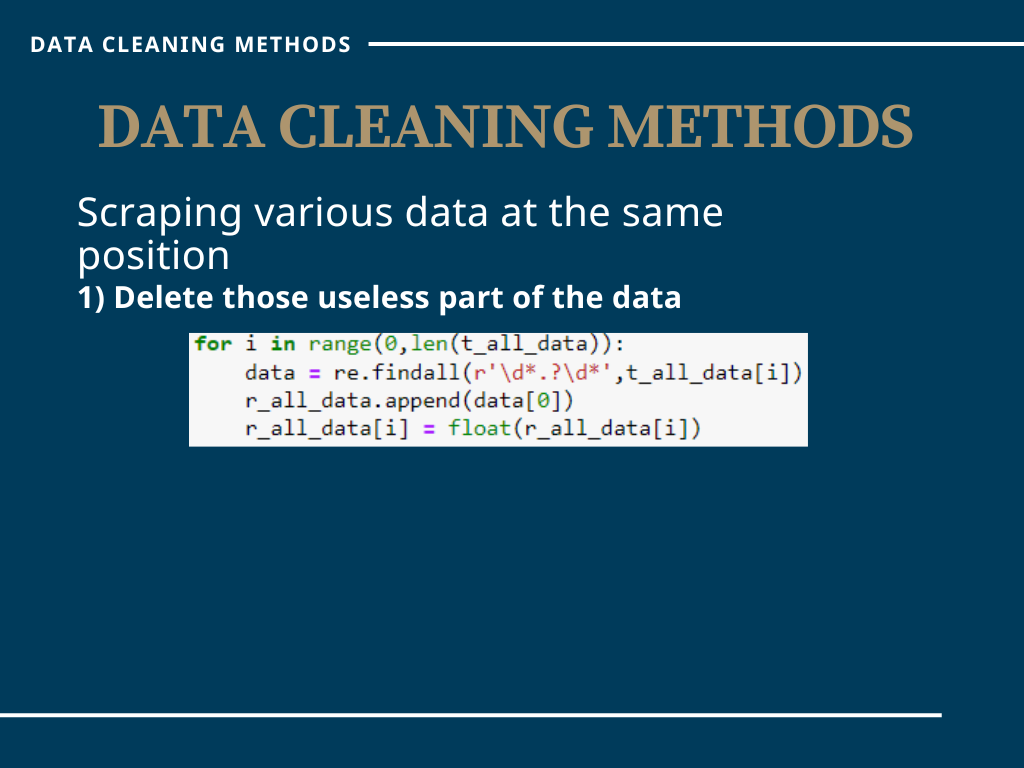 DATA CLEANING METHODS
DATA CLEANING METHODS
Scraping various data at the same
position
1) Delete those useless part of the data
for i in range(0,len(t_all_data)):
    data = re.findall(r'\d*.?\d*',t_all_data[i])
    r_all_data.append(data[0])
    r_all_data[i] = float(r_all_data[i])